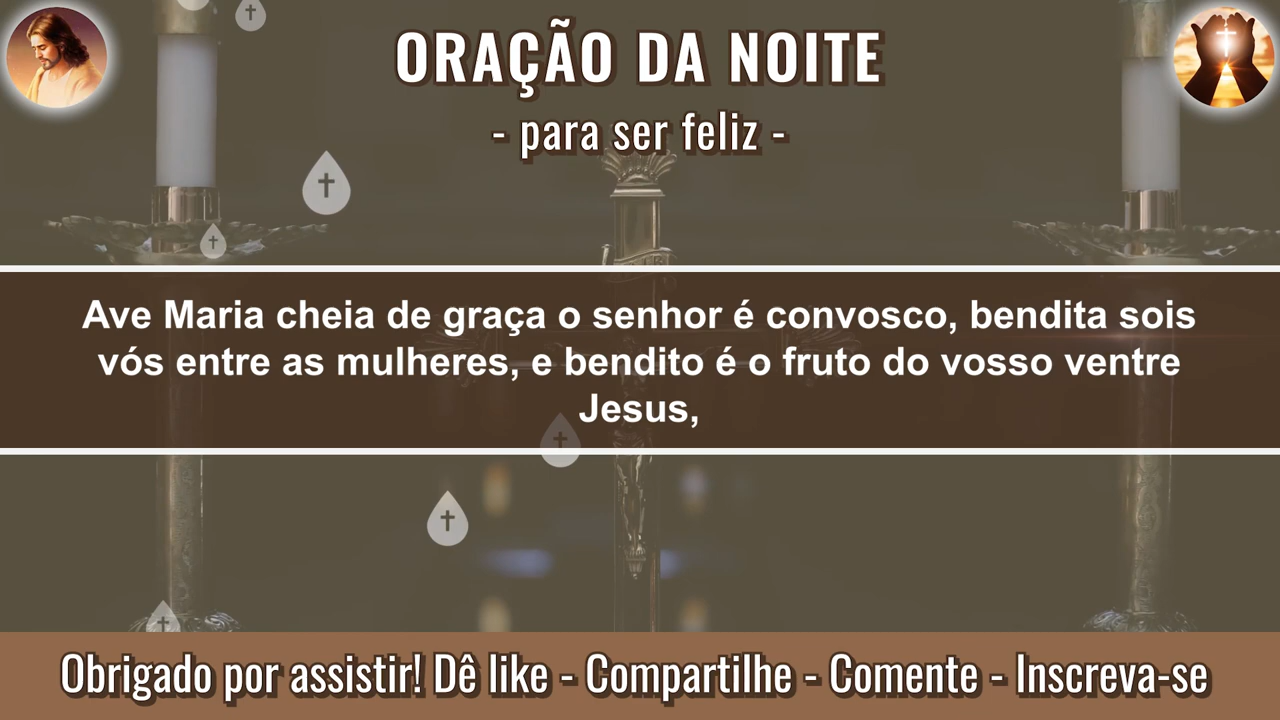 ORAÇÃO DA NOITE
- para ser feliz -
Ave Maria cheia de graça o senhor é convosco, bendita sois
vós entre as mulheres, e bendito é o fruto do vosso ventre
Jesus,
Obrigado por assistir! Dê like - Compartilhe - Comente - Inscreva-se